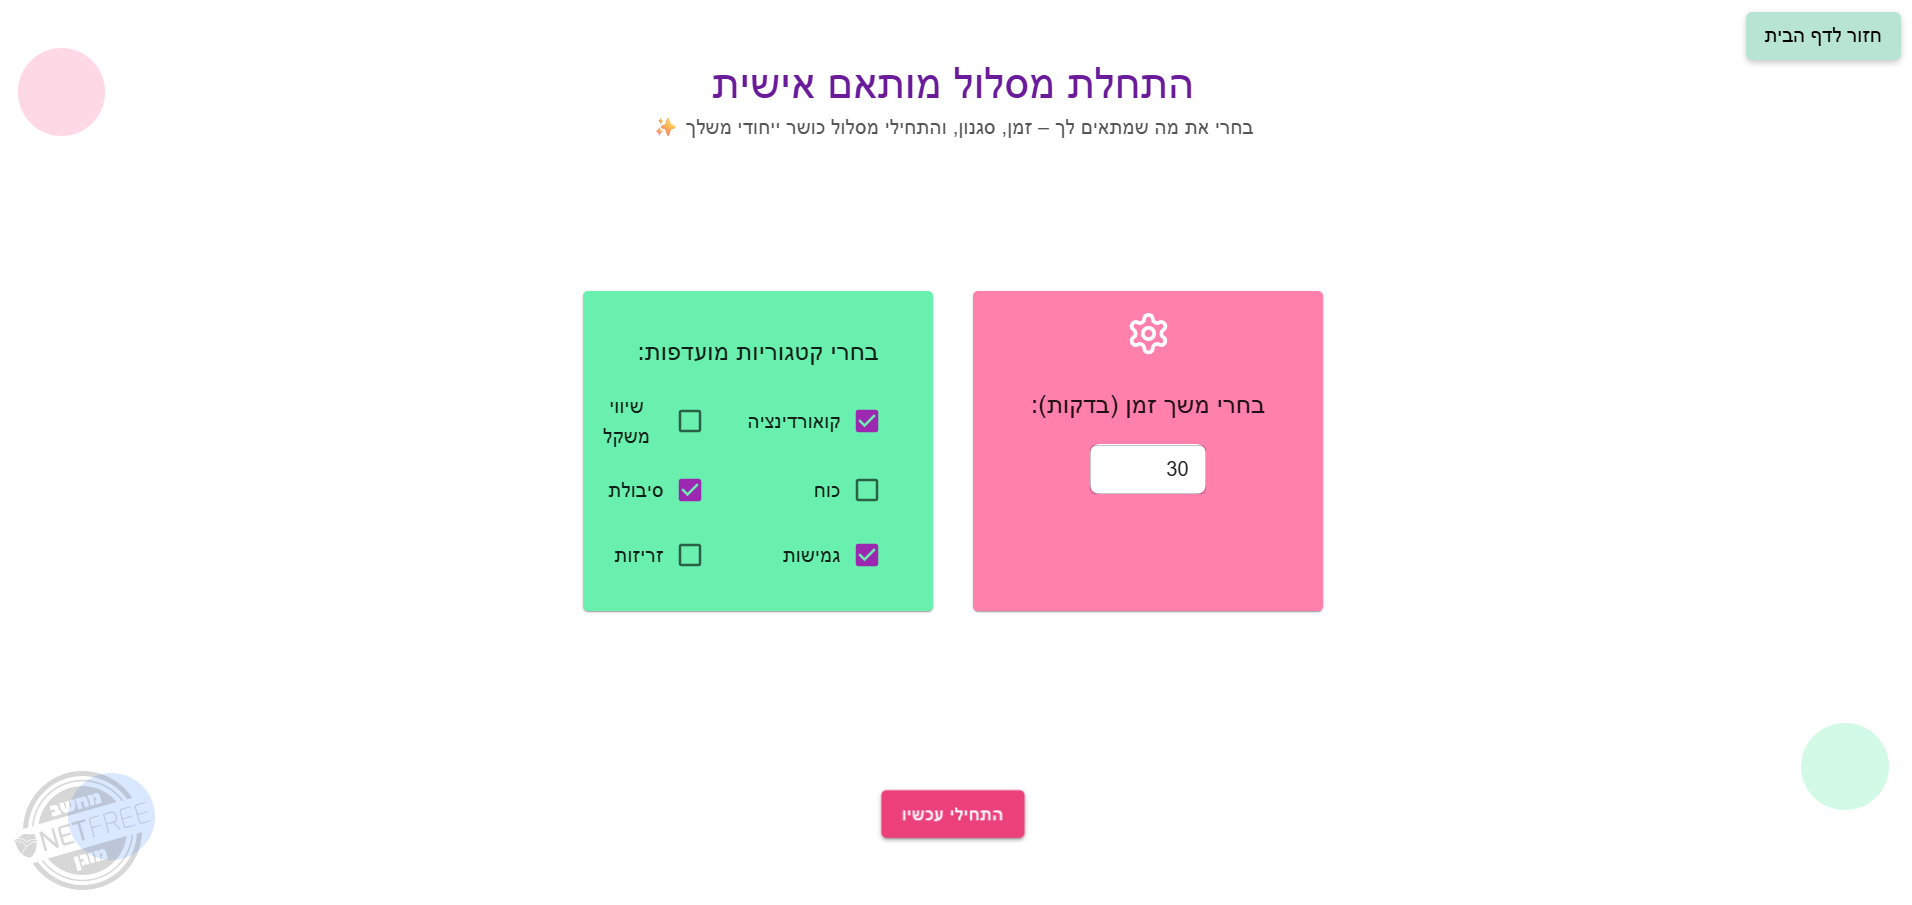 חזור לדף הבית
התחלת מסלול מותאם אישית
בחרי את מה שמתאים לך – זמן, סגנון, והתחילי מסלול כושר ייחודי משלך ✨
בחרי משך זמן (בדקות):
30
בחרי קטגוריות מועדפות:
קואורדינציה
שיווי
משקל
כוח
סיבולת
גמישות
זריזות
התחילי עכשיו
מחשב
NETFREE
מוגן